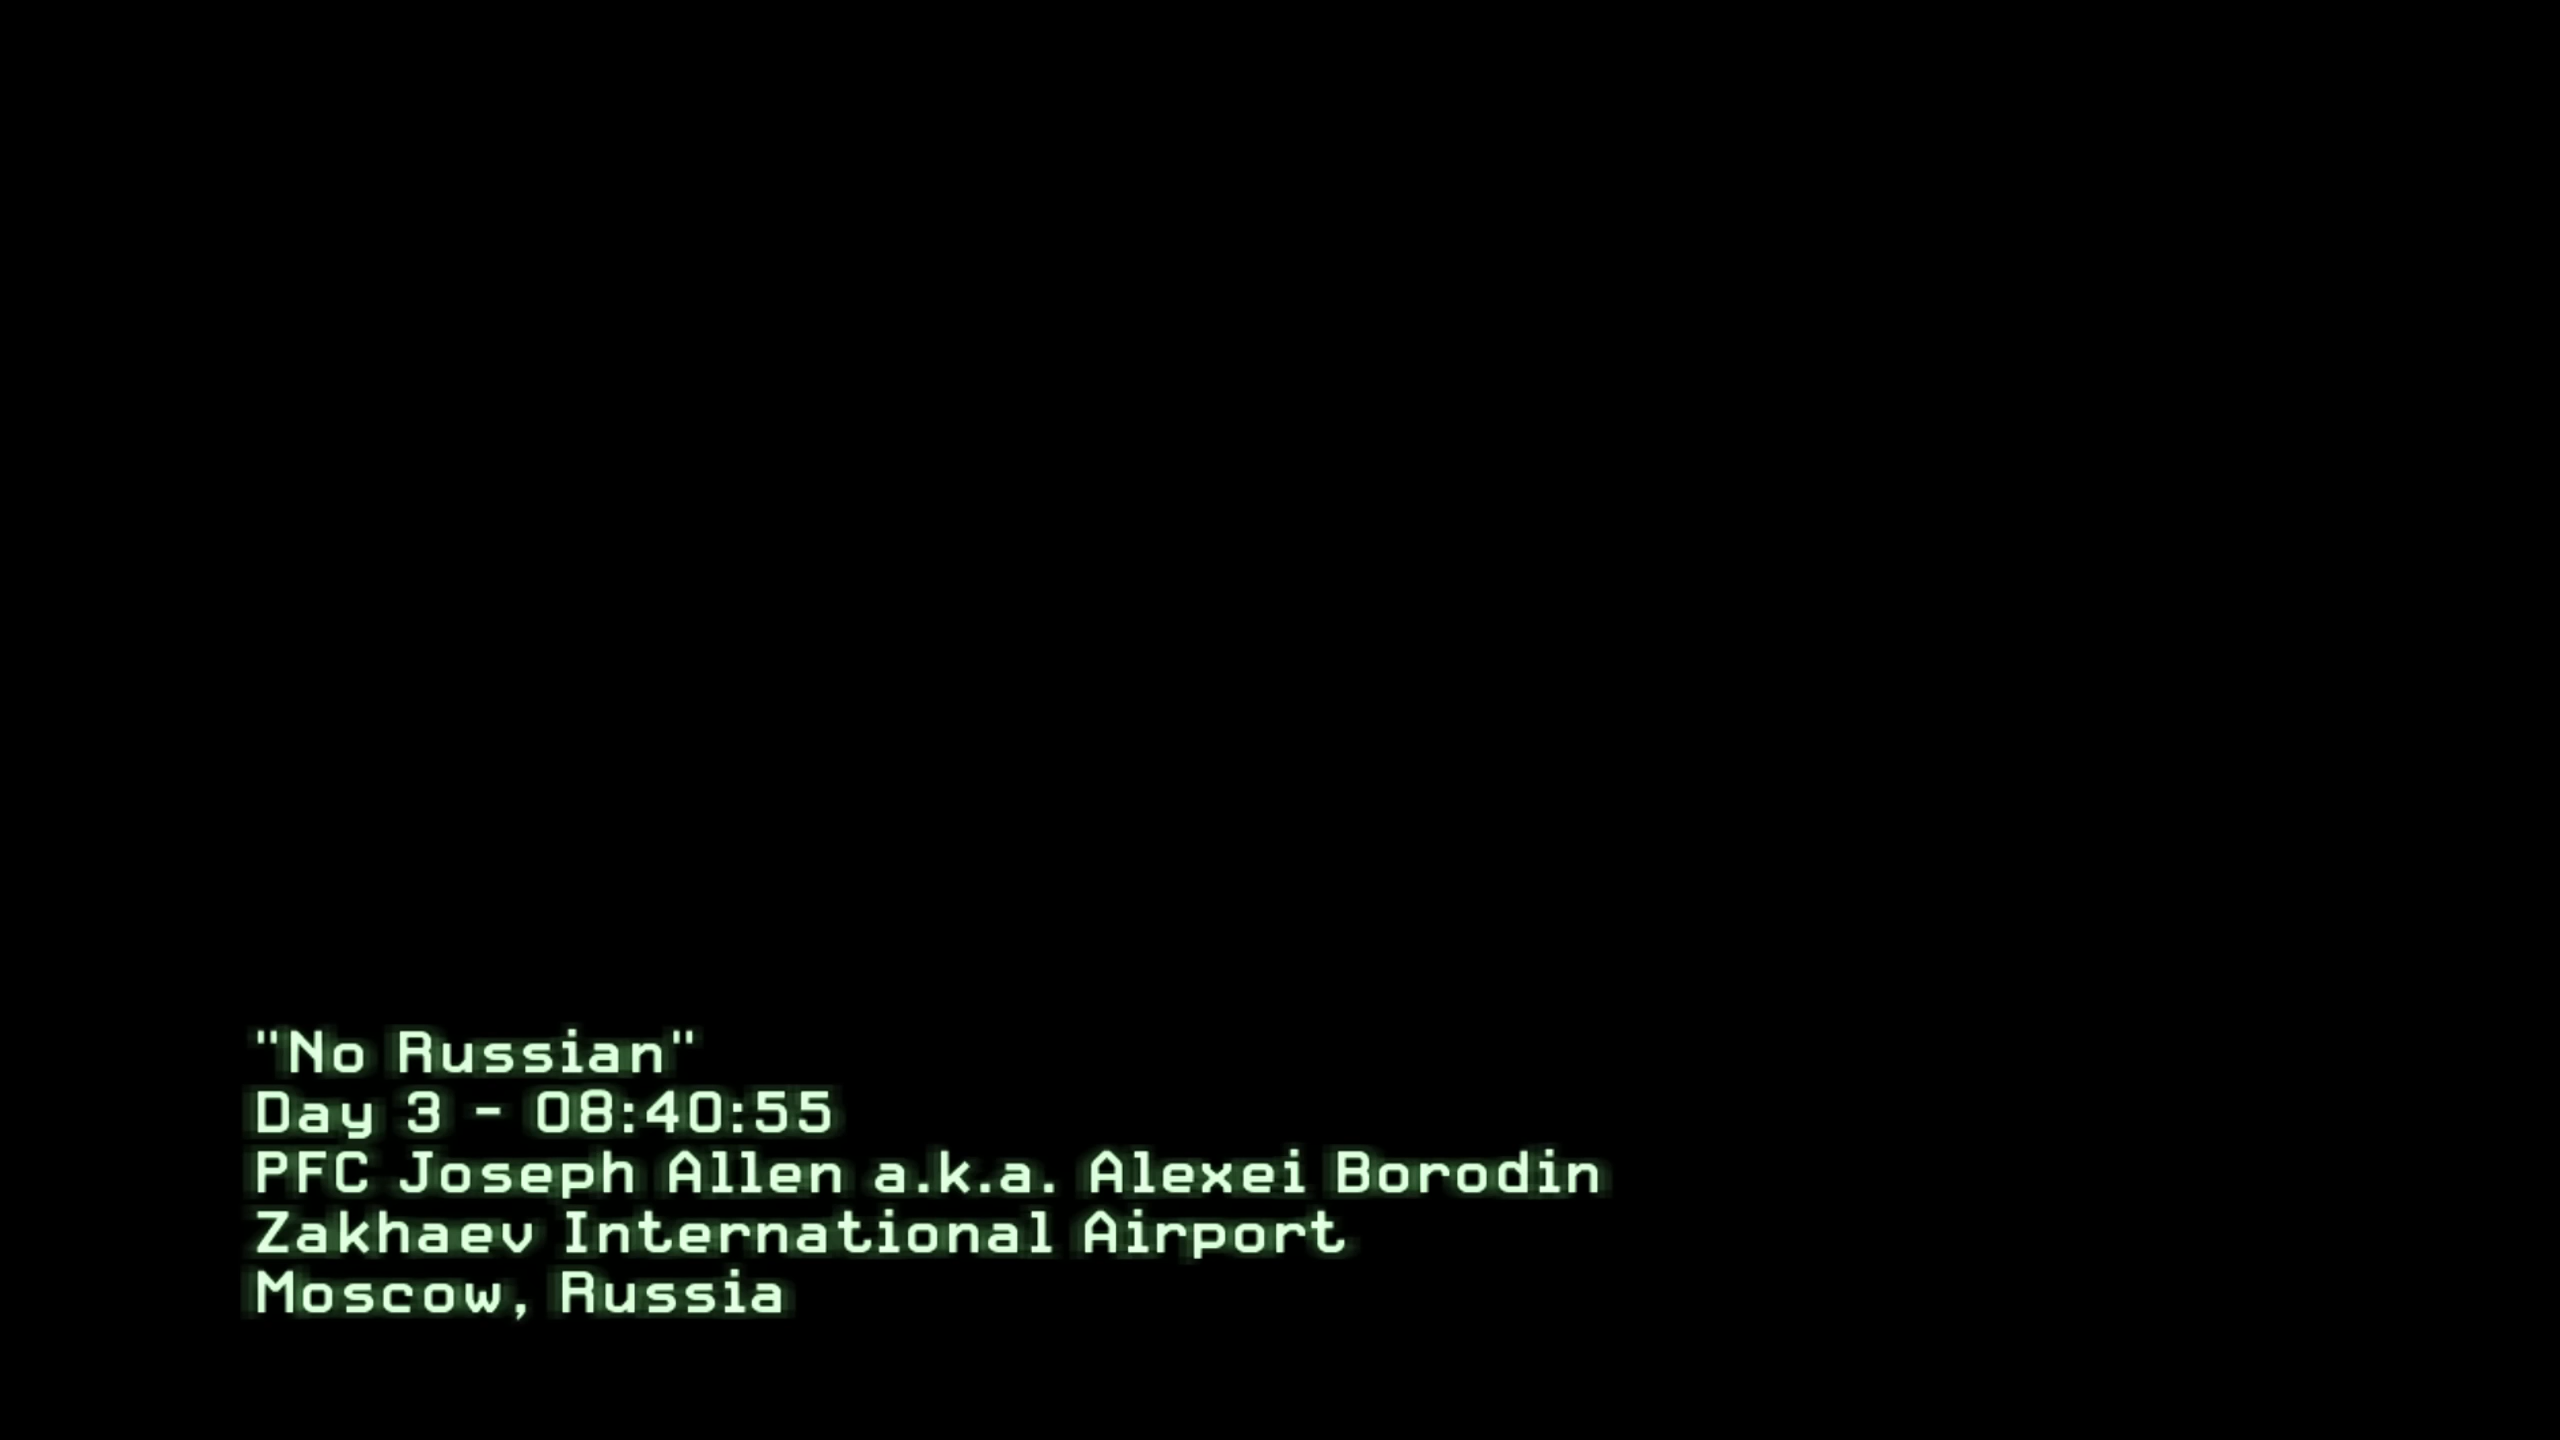 "No Russian"
Day 3 - 08:40:55
PFC Joseph Allen a.k.a. Alexei Borodin
Zakhaev International Airport
Moscow, Russia